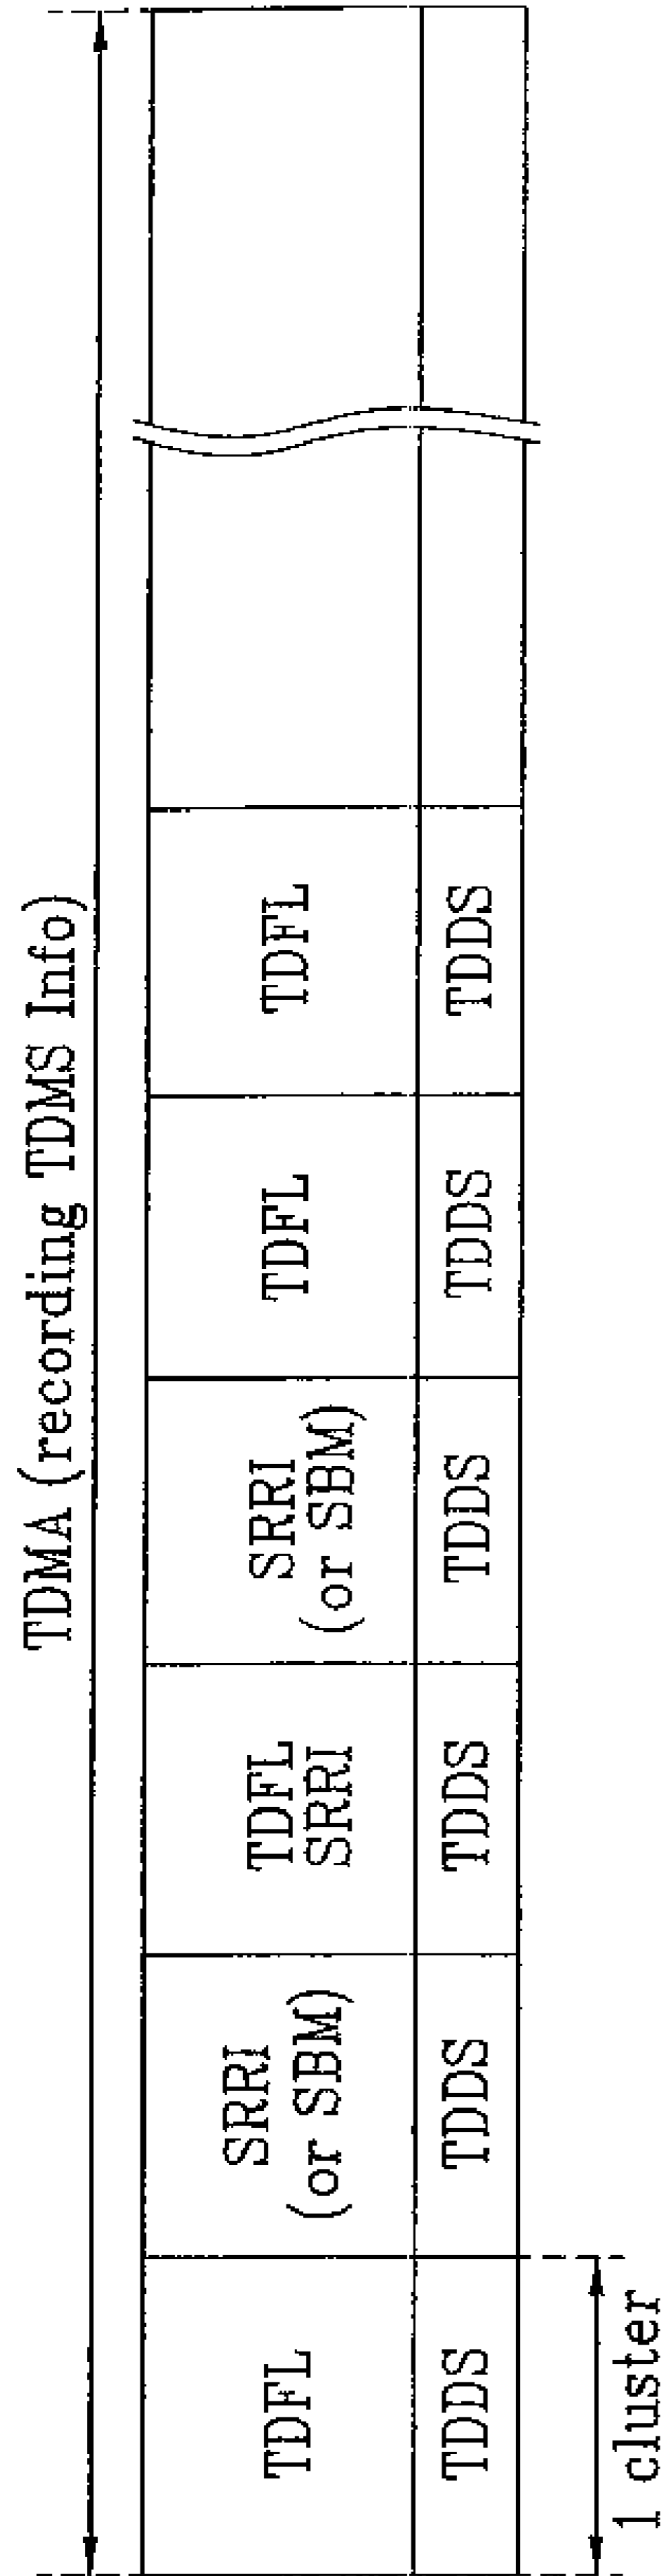 TDMA (recording TDMS Info)
TDFL
SRRI
(or SBM)
TDFL
SRRI
SRRI
(or SBM)
TDFL
TDFL
TDDS
TDDS
TDDS
TDDS
TDDS
TDDS
1 cluster